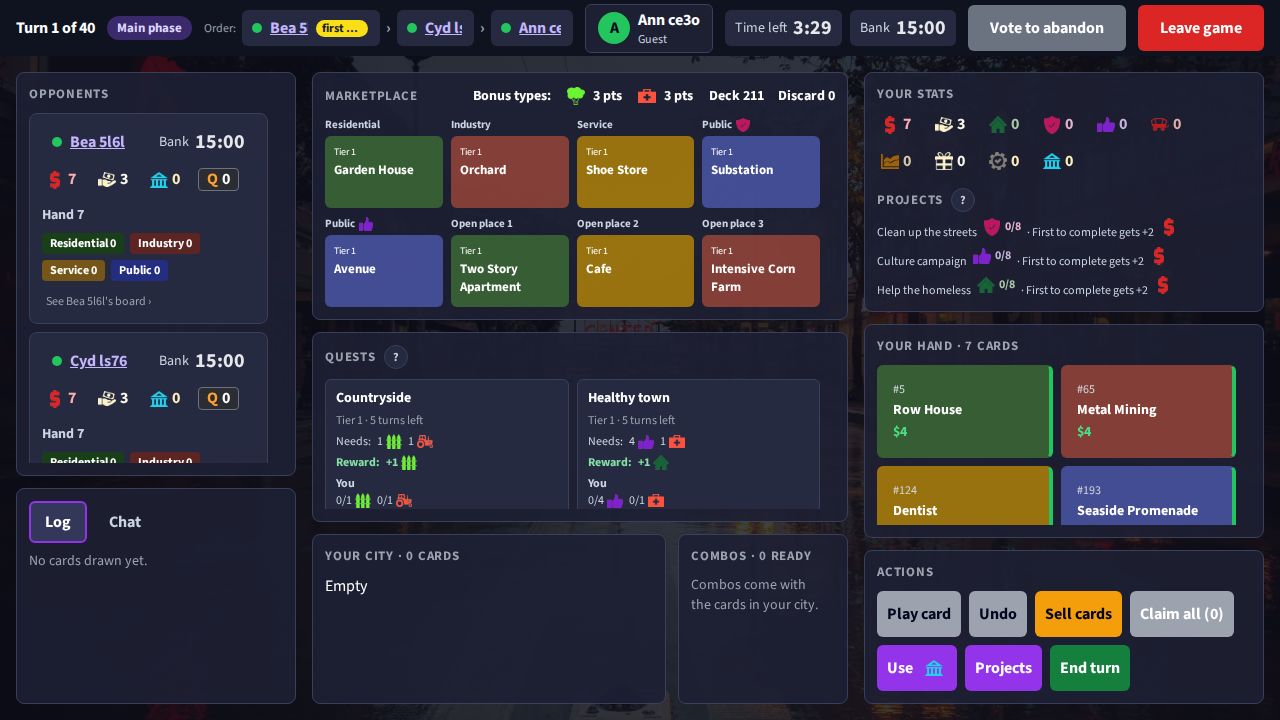 Turn 1 of 40
Main phase
Order:
Bea 5
first ...
›
Cyd ls
›
Ann ce
A
Ann ce3o
Guest
Time left 3:29
Bank 15:00
Vote to abandon
Leave game
OPPONENTS
Bea 5l6l
Bank 15:00
7 3 0 Q 0
Hand 7
Residential 0
Industry 0
Service 0
Public 0
See Bea 5l6l's board ›
Cyd ls76
Bank 15:00
7 3 0 Q 0
Hand 7
Residential 0
Industry 0
Log
Chat
No cards drawn yet.
MARKETPLACE
Bonus types: 3 pts 3 pts Deck 211 Discard 0
Residential
Tier 1
Garden House
Industry
Tier 1
Orchard
Service
Tier 1
Shoe Store
Public
Tier 1
Substation
Public
Tier 1
Avenue
Open place 1
Tier 1
Two Story
Apartment
Open place 2
Tier 1
Cafe
Open place 3
Tier 1
Intensive Corn
Farm
QUESTS ?
Countryside
Tier 1 · 5 turns left
Needs: 1 1
Reward: +1
You
0/1 0/1
Healthy town
Tier 1 · 5 turns left
Needs: 4 1
Reward: +1
You
0/4 0/1
YOUR CITY · 0 CARDS
Empty
COMBOS · 0 READY
Combos come with
the cards in your city.
YOUR STATS
7 3 0 0 0 0
0 0 0 0
PROJECTS ?
Clean up the streets 0/8 · First to complete gets +2
Culture campaign 0/8 · First to complete gets +2
Help the homeless 0/8 · First to complete gets +2
YOUR HAND · 7 CARDS
#5
Row House
$4
#65
Metal Mining
$4
#124
Dentist
#193
Seaside Promenade
ACTIONS
Play card
Undo
Sell cards
Claim all (0)
Use
Projects
End turn